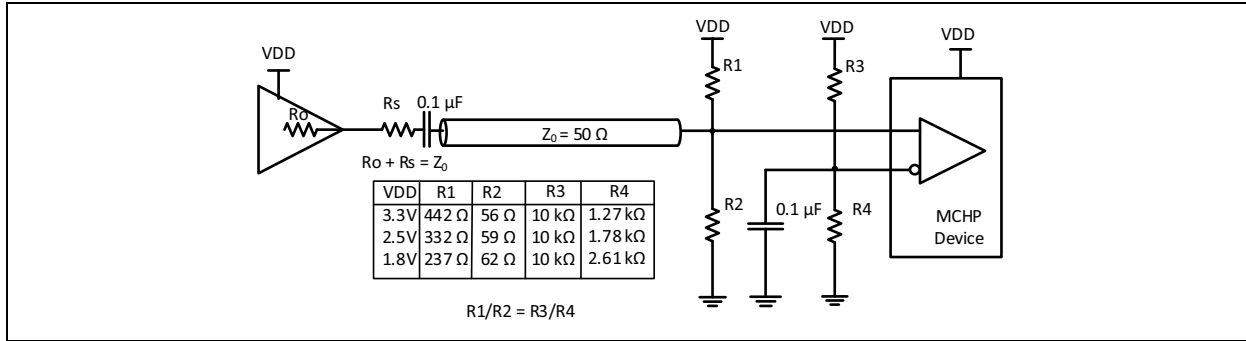 VDD
VDD
VDD
VDD
R1
R3
Ro
Rs
0.1 µF
Z0 = 50 Ω
Ro + Rs = Z0
VDD R1 R2 R3 R4
3.3V 442 Ω 56 Ω 10 kΩ 1.27 kΩ
2.5V 332 Ω 59 Ω 10 kΩ 1.78 kΩ
1.8V 237 Ω 62 Ω 10 kΩ 2.61 kΩ
R2
0.1 µF
R4
MCHP
Device
R1/R2 = R3/R4